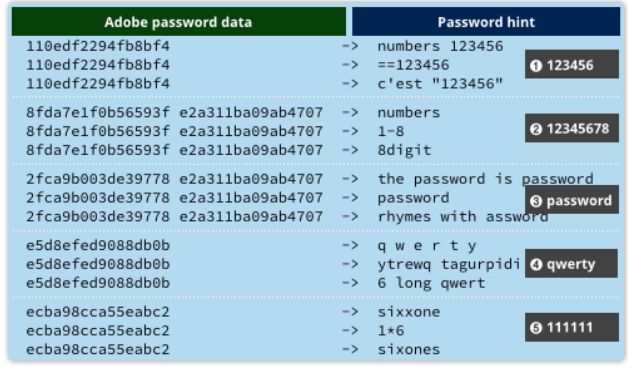 Adobe password data Password hint
110edf2294fb8bf4 -> numbers 123456
110edf2294fb8bf4 -> ==123456 ❶ 123456
110edf2294fb8bf4 -> c'est "123456"
8fda7e1f0b56593f e2a311ba09ab4707 -> numbers
8fda7e1f0b56593f e2a311ba09ab4707 -> 1-8 ❷ 12345678
8fda7e1f0b56593f e2a311ba09ab4707 -> 8digit
2fca9b003de39778 e2a311ba09ab4707 -> the password is password
2fca9b003de39778 e2a311ba09ab4707 -> password ❸ password
2fca9b003de39778 e2a311ba09ab4707 -> rhymes with assword
e5d8efed9088db0b -> q w e r t y
e5d8efed9088db0b -> ytrewq tagurpidi ❹ qwerty
e5d8efed9088db0b -> 6 long qwert
ecba98cca55eabc2 -> sixxone
ecba98cca55eabc2 -> 1*6 ❺ 111111
ecba98cca55eabc2 -> sixones